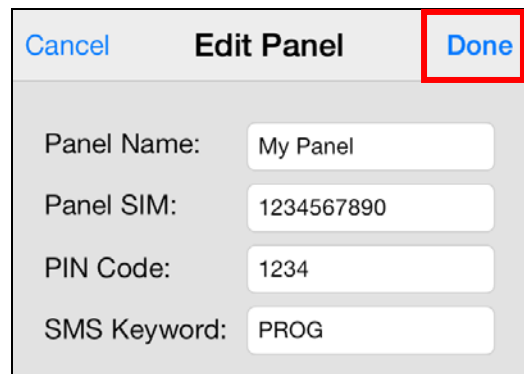 Cancel Edit Panel Done
Panel Name: My Panel
Panel SIM: 1234567890
PIN Code: 1234
SMS Keyword: PROG